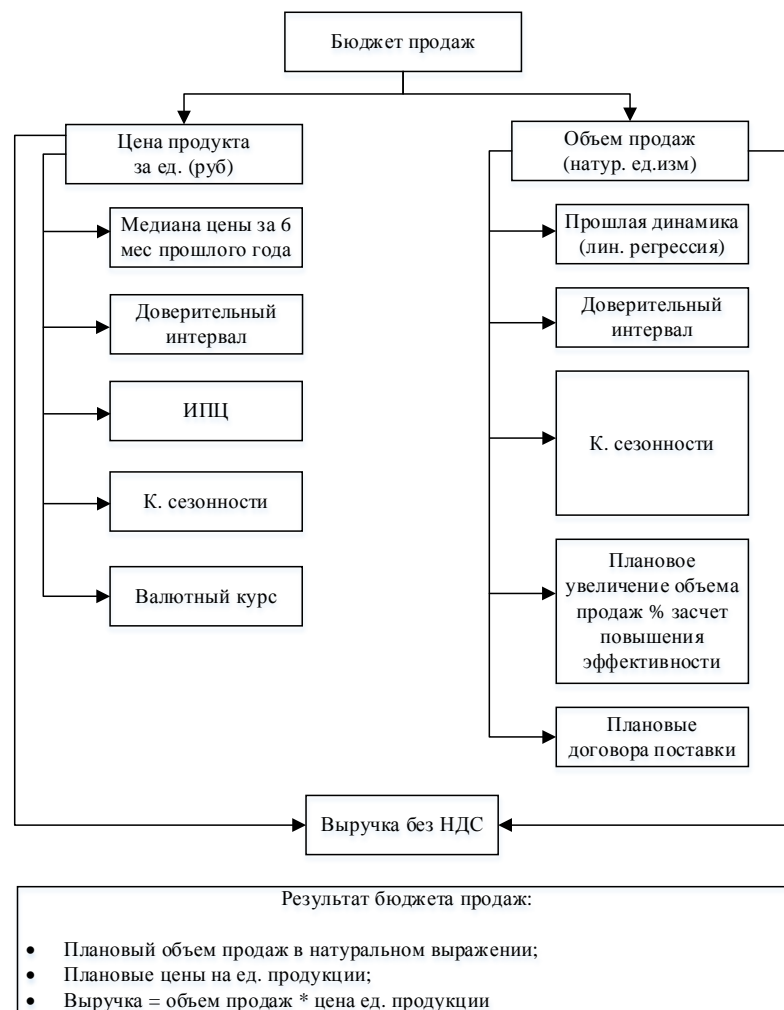 Бюджет продаж
Цена продукта
за ед. (руб)
Медиана цены за 6
мес прошлого года
Доверительный
интервал
ИПЦ
К. сезонности
Валютный курс
Объем продаж
(натур. ед.изм)
Прошлая динамика
(лин. регрессия)
Доверительный
интервал
К. сезонности
Плановое
увеличение объема
продаж % засчет
повышения
эффективности
Плановые
договора поставки
Выручка без НДС
Результат бюджета продаж:
• Плановый объем продаж в натуральном выражении;
• Плановые цены на ед. продукции;
• Выручка = объем продаж * цена ед. продукции